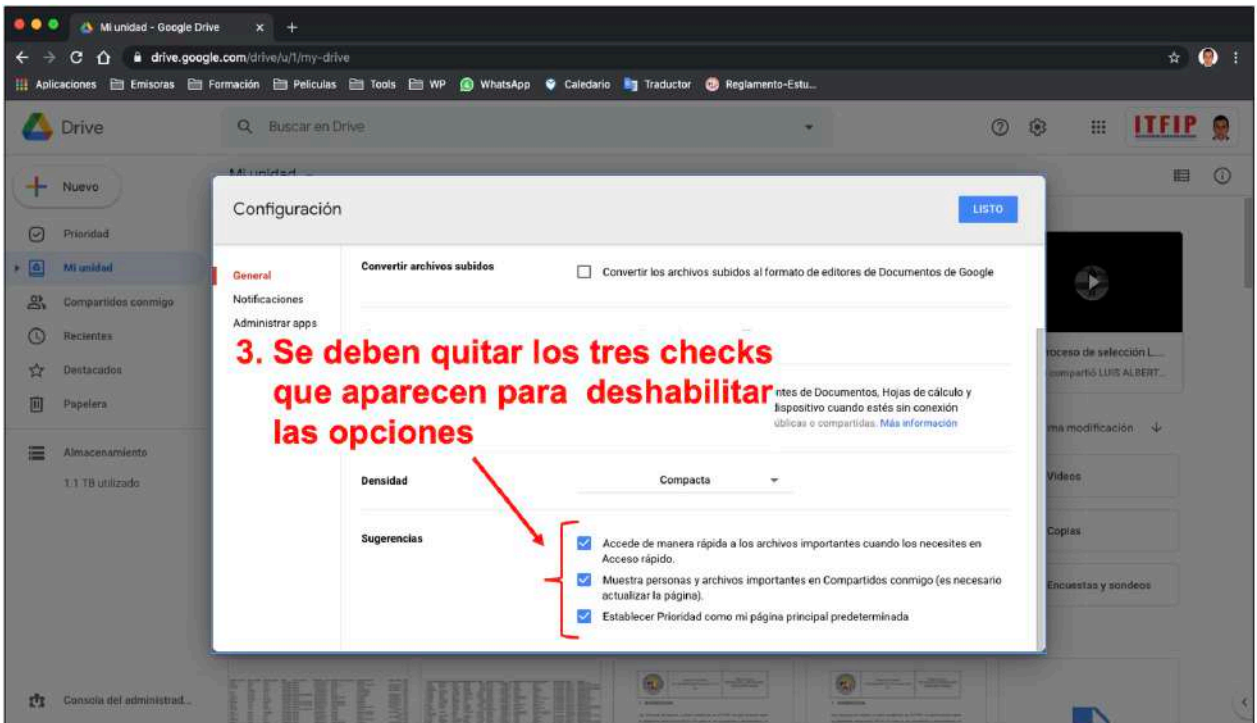 Mi unidad - Google Drive
drive.google.com/drive/u/1/my-drive
Aplicaciones Emisoras Formación Peliculas Tools WP WhatsApp Caledario Traductor Reglamento-Estu...
Drive
Buscar en Drive
ITFIP
Nuevo
Mi unidad
Prioridad
Mi unidad
Compartidos conmigo
Recientes
Destacados
Papelera
Almacenamiento
1.1 TB utilizado
Consola del administrad...
Configuración
LISTO
General
Notificaciones
Administrar apps
Convertir archivos subidos
Convertir los archivos subidos al formato de editores de Documentos de Google
3. Se deben quitar los tres checks
que aparecen para deshabilitar
las opciones
ntes de Documentos, Hojas de cálculo y
dispositivo cuando estés sin conexión
úblicas o compartidas. Más información
Densidad
Compacta
Sugerencias
Accede de manera rápida a los archivos importantes cuando los necesites en
Acceso rápido.
Muestra personas y archivos importantes en Compartidos conmigo (es necesario
actualizar la página).
Establecer Prioridad como mi página principal predeterminada
roceso de selección L...
compartió LUIS ALBERT...
ma modificación
Videos
Copias
Encuestas y sondeos